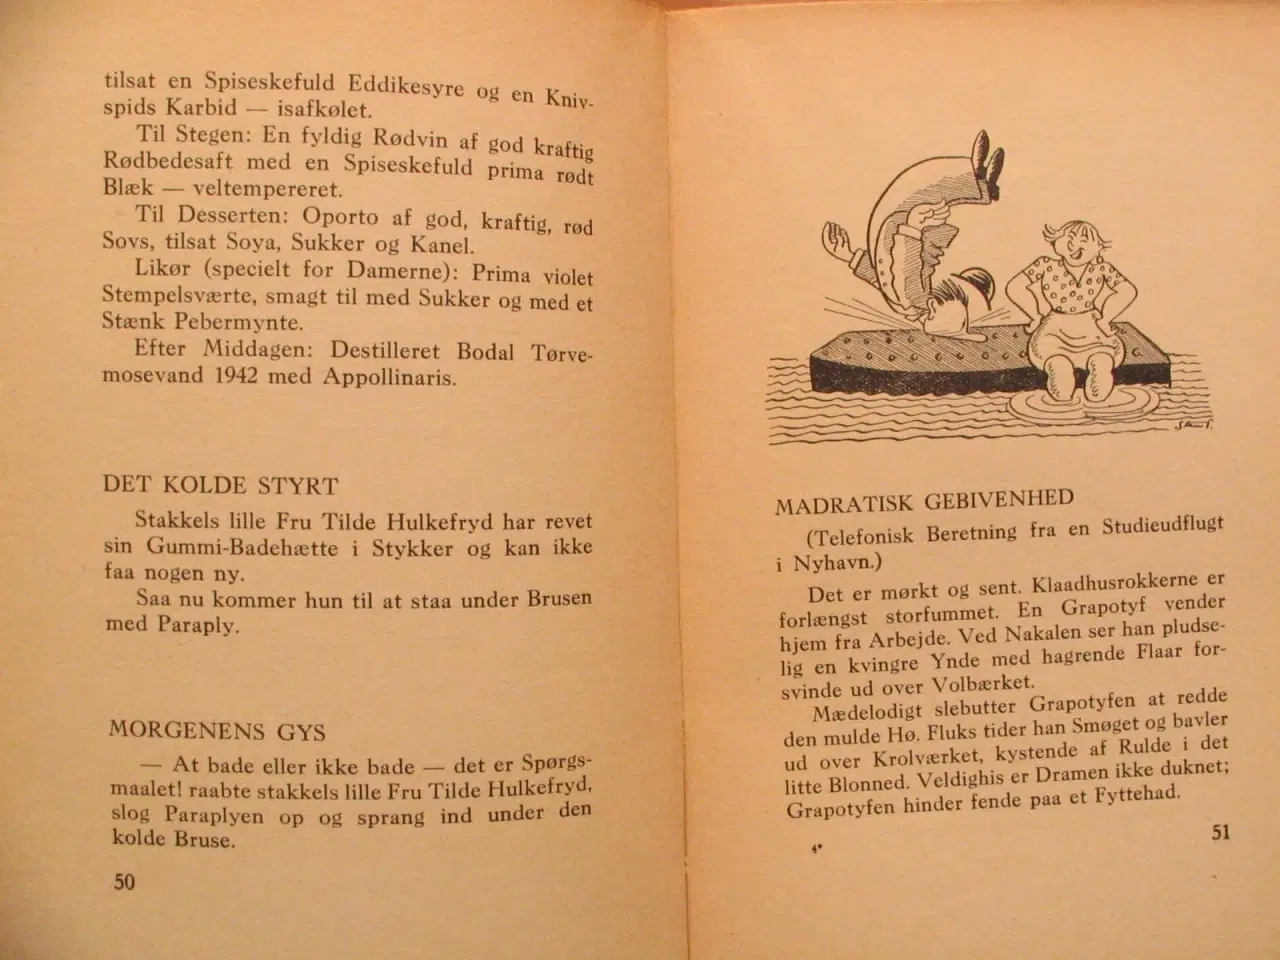 tilsat en Spiseskefuld Eddikesyre og en Kniv-
spids Karbid — isafkølet.
Til Stegen: En fyldig Rødvin af god kraftig
Rødbedesaft med en Spiseskefuld prima rødt
Blæk — veltempereret.
Til Desserten: Oporto af god, kraftig, rød
Sovs, tilsat Soya, Sukker og Kanel.
Likør (specielt for Damerne): Prima violet
Stempelsværte, smagt til med Sukker og med et
Stænk Pebermynte.
Efter Middagen: Destilleret Bodal Tørve-
mosevand 1942 med Appollinaris.
DET KOLDE STYRT
Stakkels lille Fru Tilde Hulkefryd har revet
sin Gummi-Badehætte i Stykker og kan ikke
faa nogen ny.
Saa nu kommer hun til at staa under Brusen
med Paraply.
MORGENENS GYS
— At bade eller ikke bade — det er Spørgs-
maalet! raabte stakkels lille Fru Tilde Hulkefryd,
slog Paraplyen op og sprang ind under den
kolde Bruse.
50
MADRATISK GEBIVENHED
(Telefonisk Beretning fra en Studieudflugt
i Nyhavn.)
Det er mørkt og sent. Klaadhusrokkerne er
forlængst storfummet. En Grapotyf vender
hjem fra Arbejde. Ved Nakalen ser han pludse-
lig en kvingre Ynde med hagrende Flaar for-
svinde ud over Volbærket.
Mædelodigt slebutter Grapotyfen at redde
den mulde Hø. Fluks tider han Smøget og bavler
ud over Krolværket, kystende af Rulde i det
litte Blonned. Veldighis er Dramen ikke duknet;
Grapotyfen hinder fende paa et Fyttehad.
4*
51